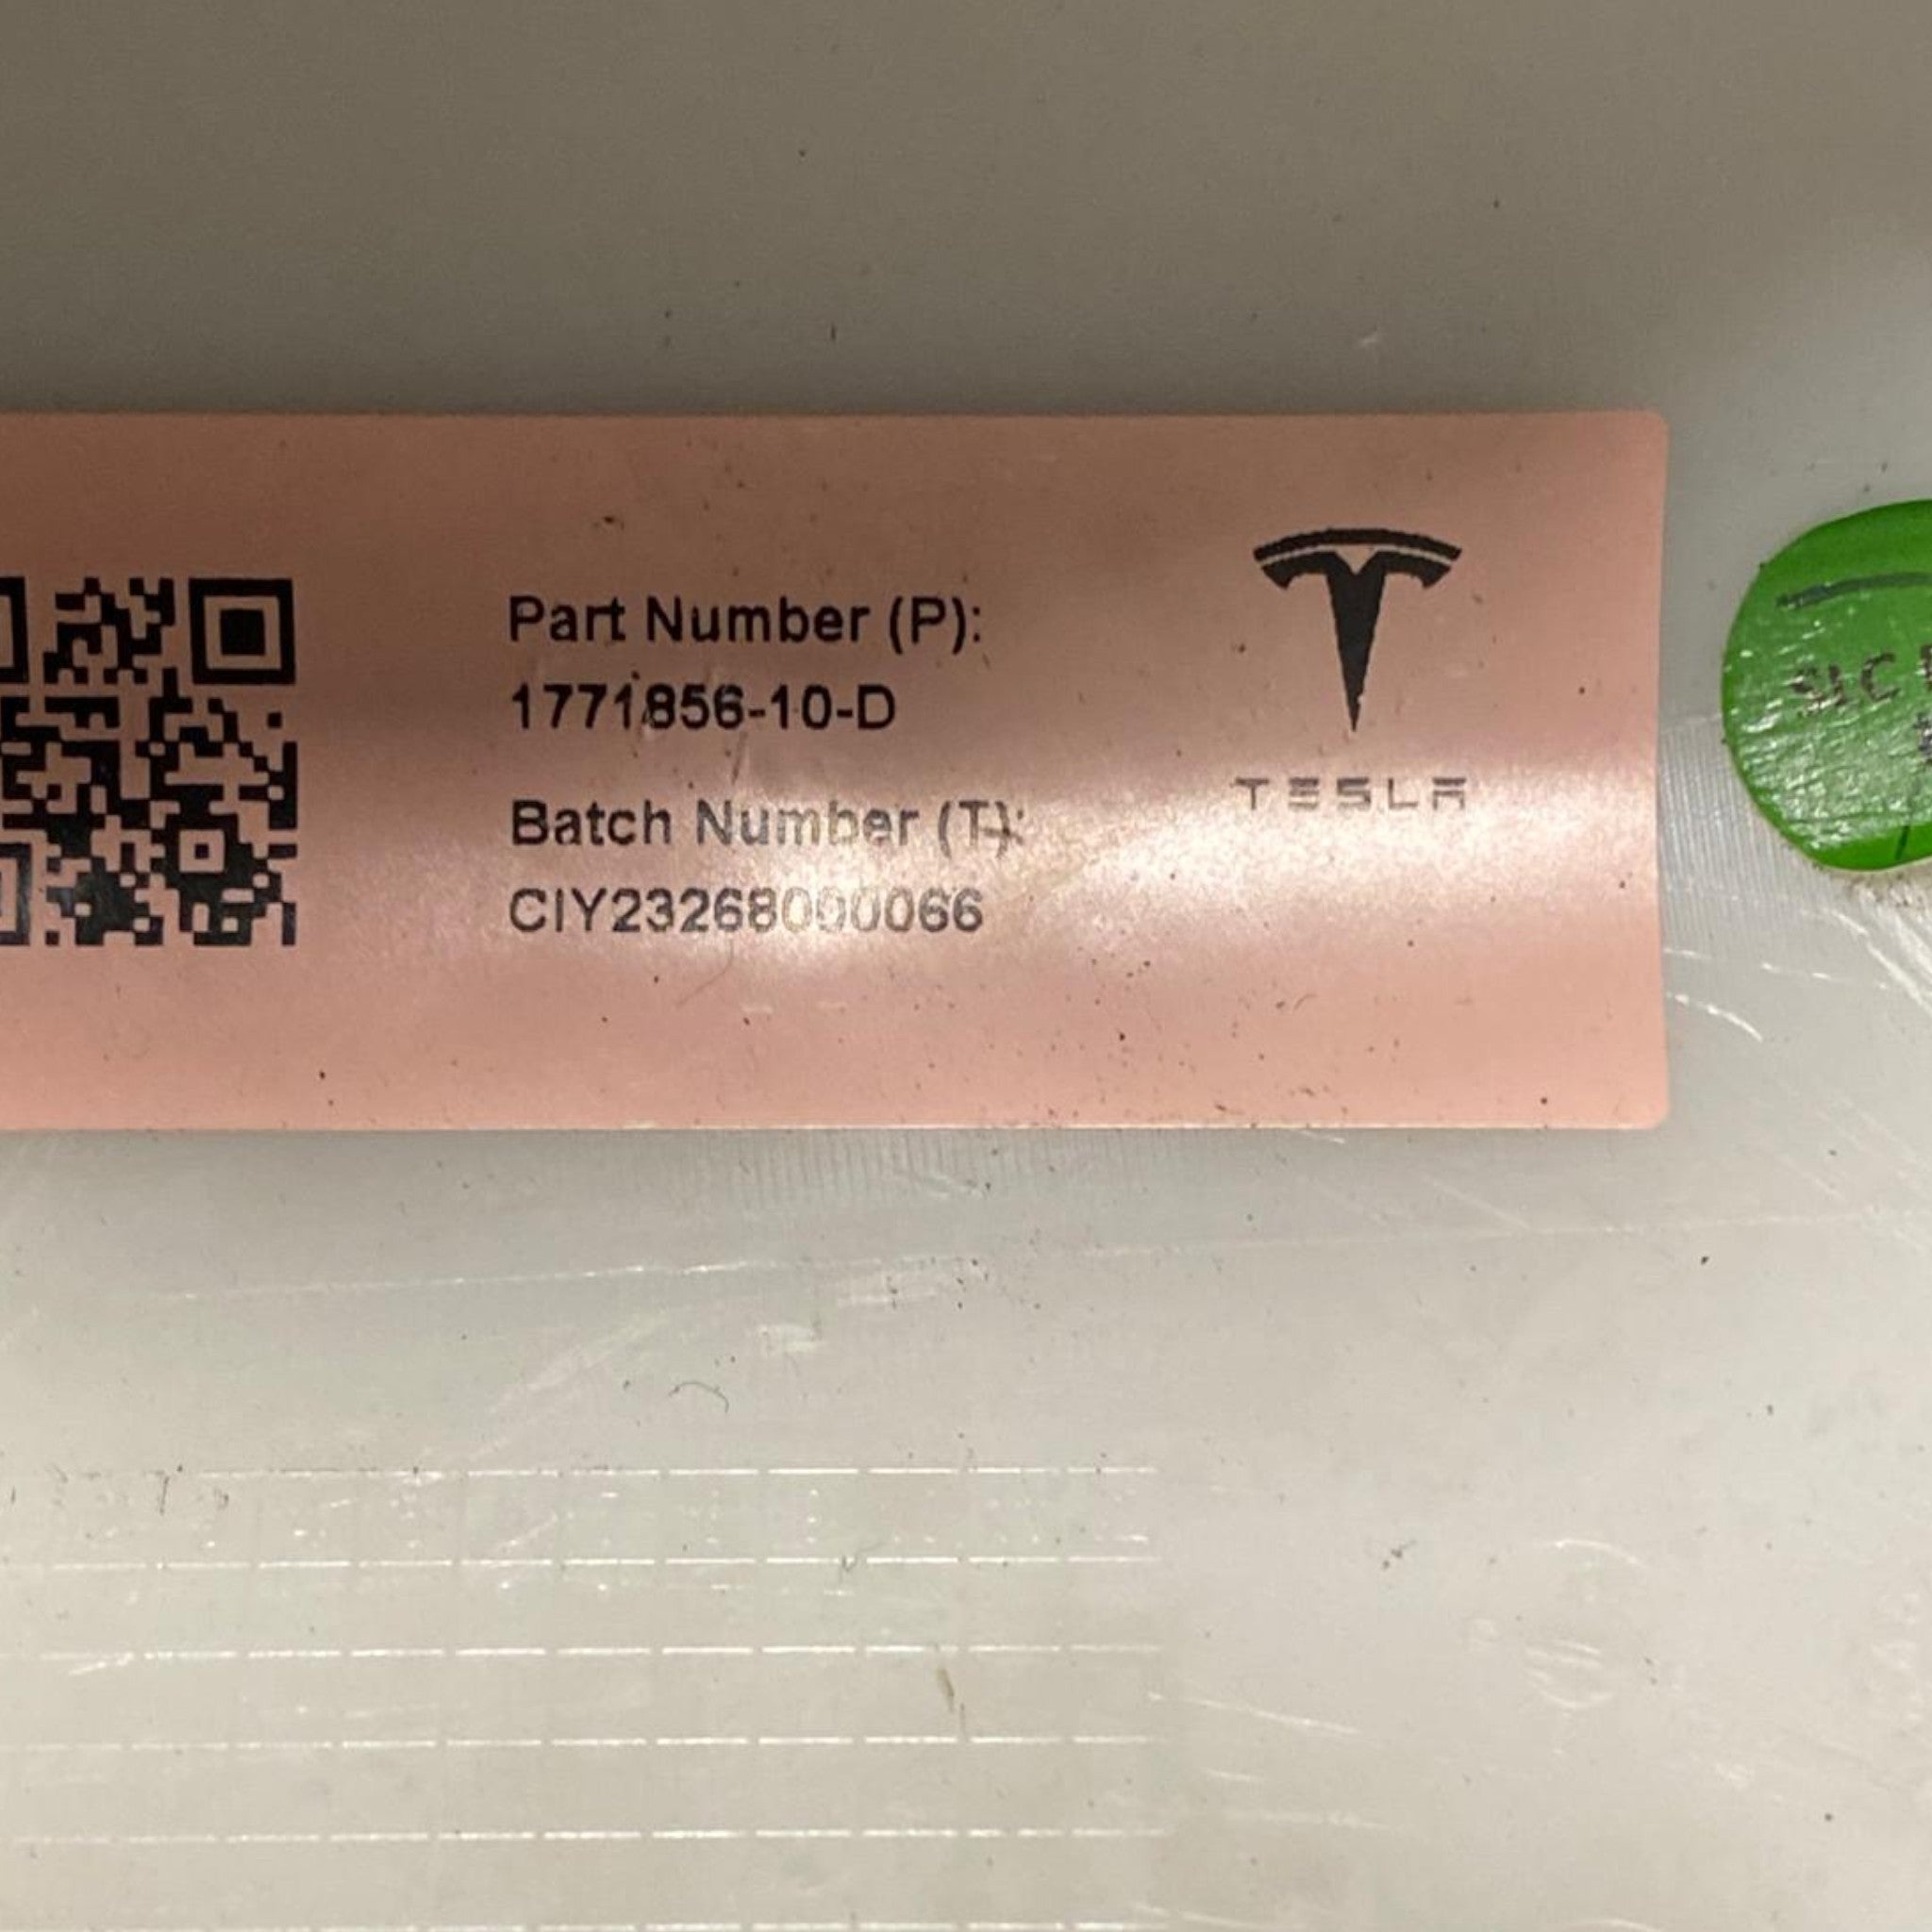 Part Number (P):
1771856-10-D
Batch Number (T):
CIY23268000066
TESLA